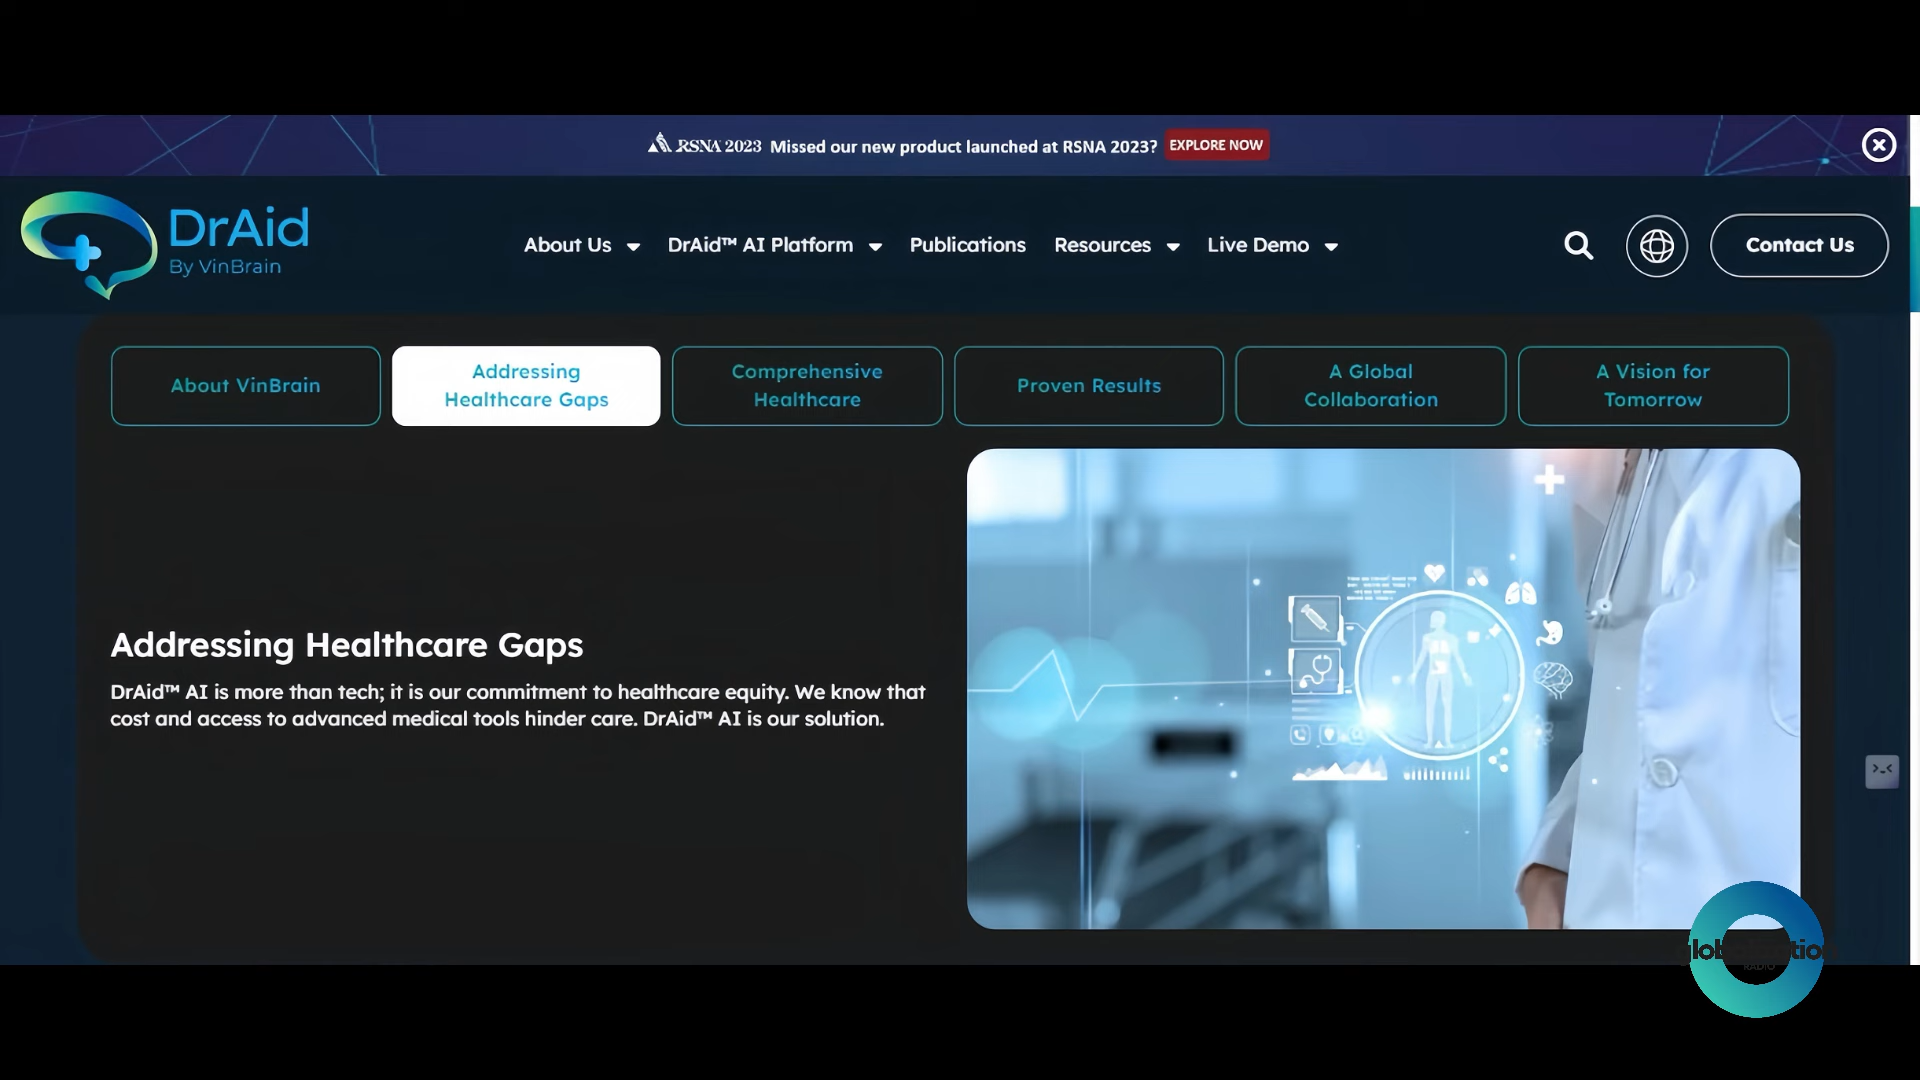 RSNA 2023 Missed our new product launched at RSNA 2023? EXPLORE NOW
DrAid
By VinBrain
About Us
DrAid™ AI Platform
Publications
Resources
Live Demo
Contact Us
About VinBrain
Addressing
Healthcare Gaps
Comprehensive
Healthcare
Proven Results
A Global
Collaboration
A Vision for
Tomorrow
Addressing Healthcare Gaps
DrAid™ AI is more than tech; it is our commitment to healthcare equity. We know that
cost and access to advanced medical tools hinder care. DrAid™ AI is our solution.
RADIO